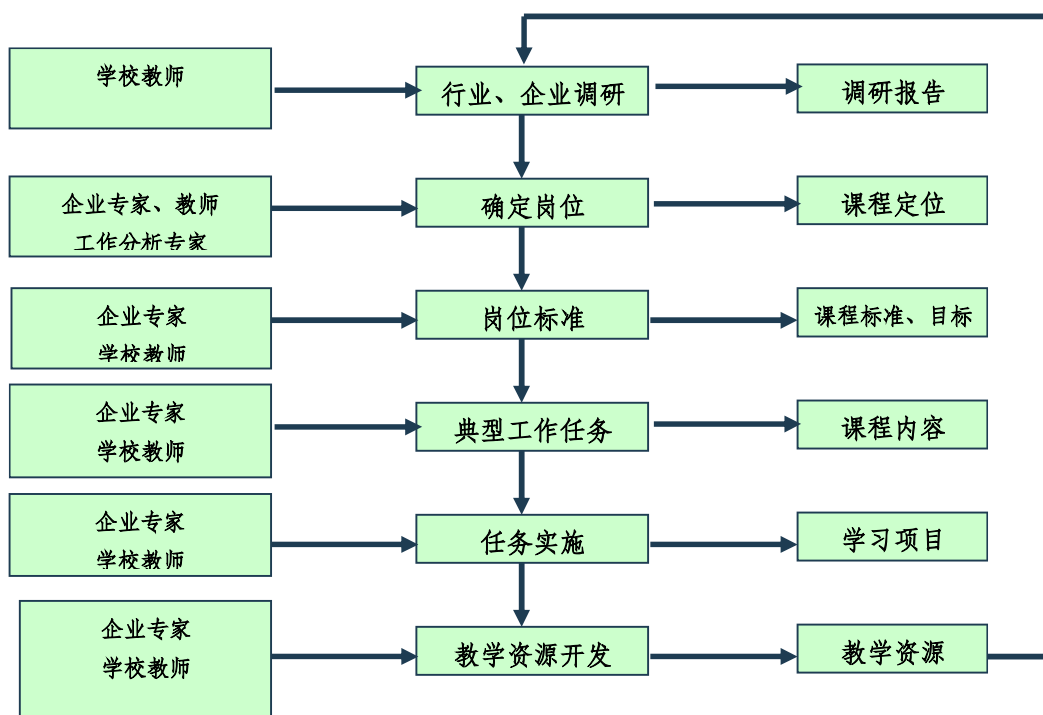 学校教师
行业、企业调研
调研报告
企业专家、教师
工作分析专家
确定岗位
课程定位
企业专家
学校教师
岗位标准
课程标准、目标
企业专家
学校教师
典型工作任务
课程内容
企业专家
学校教师
任务实施
学习项目
企业专家
学校教师
教学资源开发
教学资源